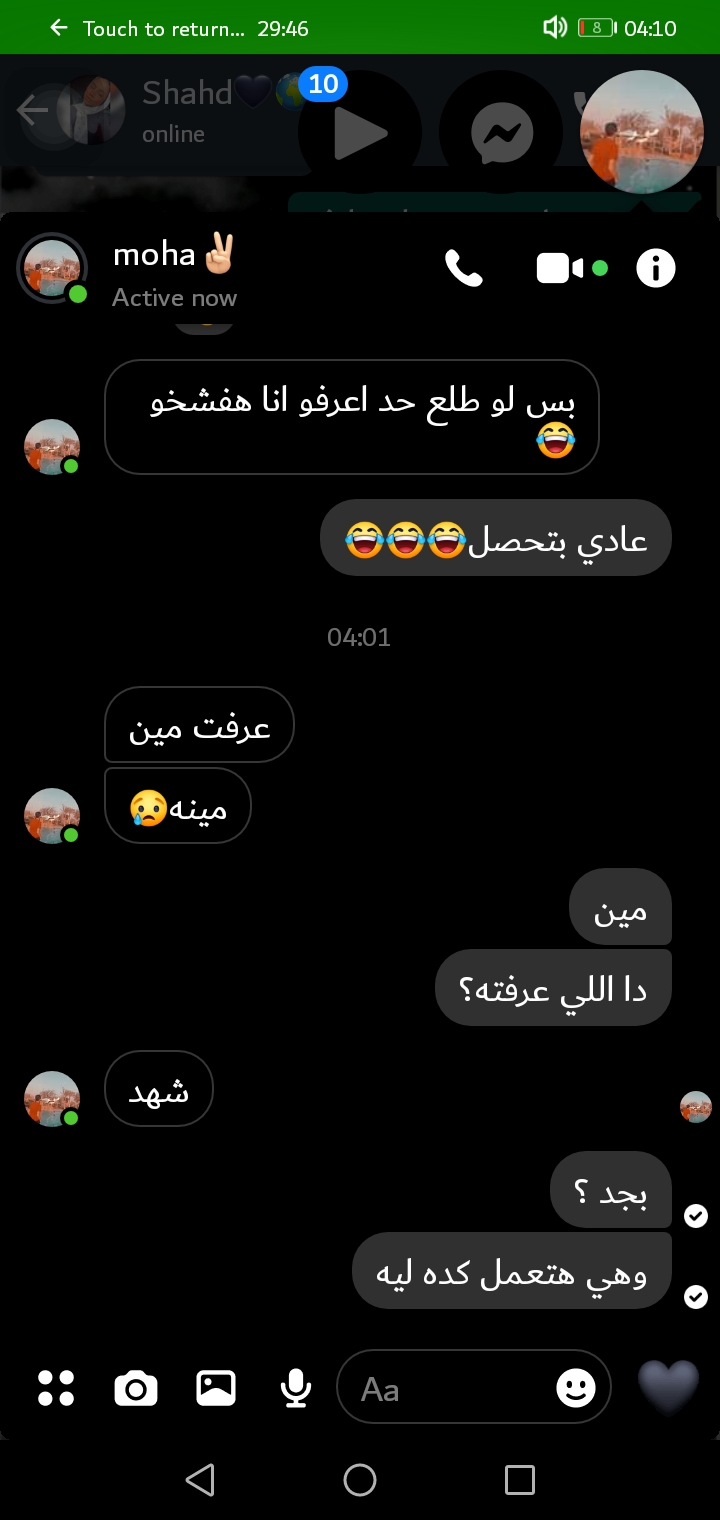 Touch to return... 29:46
8
04:10
Shahd🖤🌍
10
online
moha✌🏻
Active now
بس لو طلع حد اعرفو انا هفشخو
😂
عادي بتحصل😂😂😂
04:01
عرفت مين
مينه😢
مين
دا اللي عرفته؟
شهد
بجد ؟
وهي هتعمل كده ليه
Aa